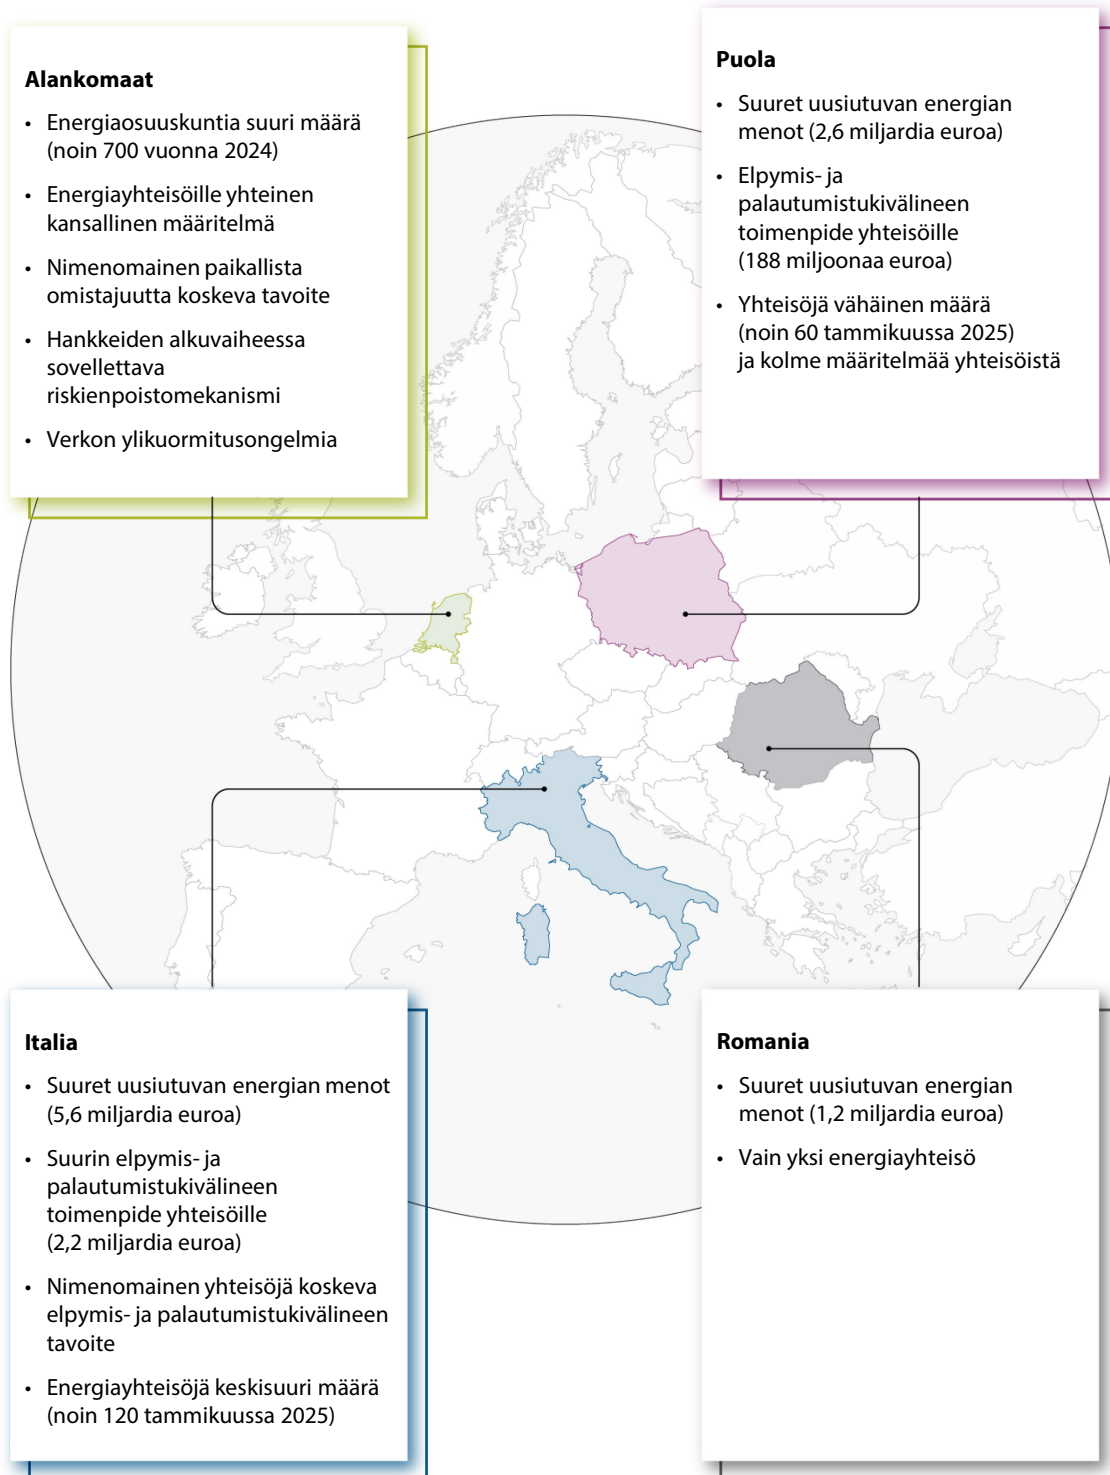 Alankomaat
• Energiaosuuskuntia suuri määrä
(noin 700 vuonna 2024)
• Energiayhteisöille yhteinen
kansallinen määritelmä
• Nimenomainen paikallista
omistajuutta koskeva tavoite
• Hankkeiden alkuvaiheessa
sovellettava
riskienpoistomekanismi
• Verkon ylikuormitusongelmia
Puola
• Suuret uusiutuvan energian
menot (2,6 miljardia euroa)
• Elpymis- ja
palautumistukivälineen
toimenpide yhteisöille
(188 miljoonaa euroa)
• Yhteisöjä vähäinen määrä
(noin 60 tammikuussa 2025)
ja kolme määritelmää yhteisöistä
Italia
• Suuret uusiutuvan energian menot
(5,6 miljardia euroa)
• Suurin elpymis- ja
palautumistukivälineen
toimenpide yhteisöille
(2,2 miljardia euroa)
• Nimenomainen yhteisöjä koskeva
elpymis- ja palautumistukivälineen
tavoite
• Energiayhteisöjä keskisuuri määrä
(noin 120 tammikuussa 2025)
Romania
• Suuret uusiutuvan energian
menot (1,2 miljardia euroa)
• Vain yksi energiayhteisö